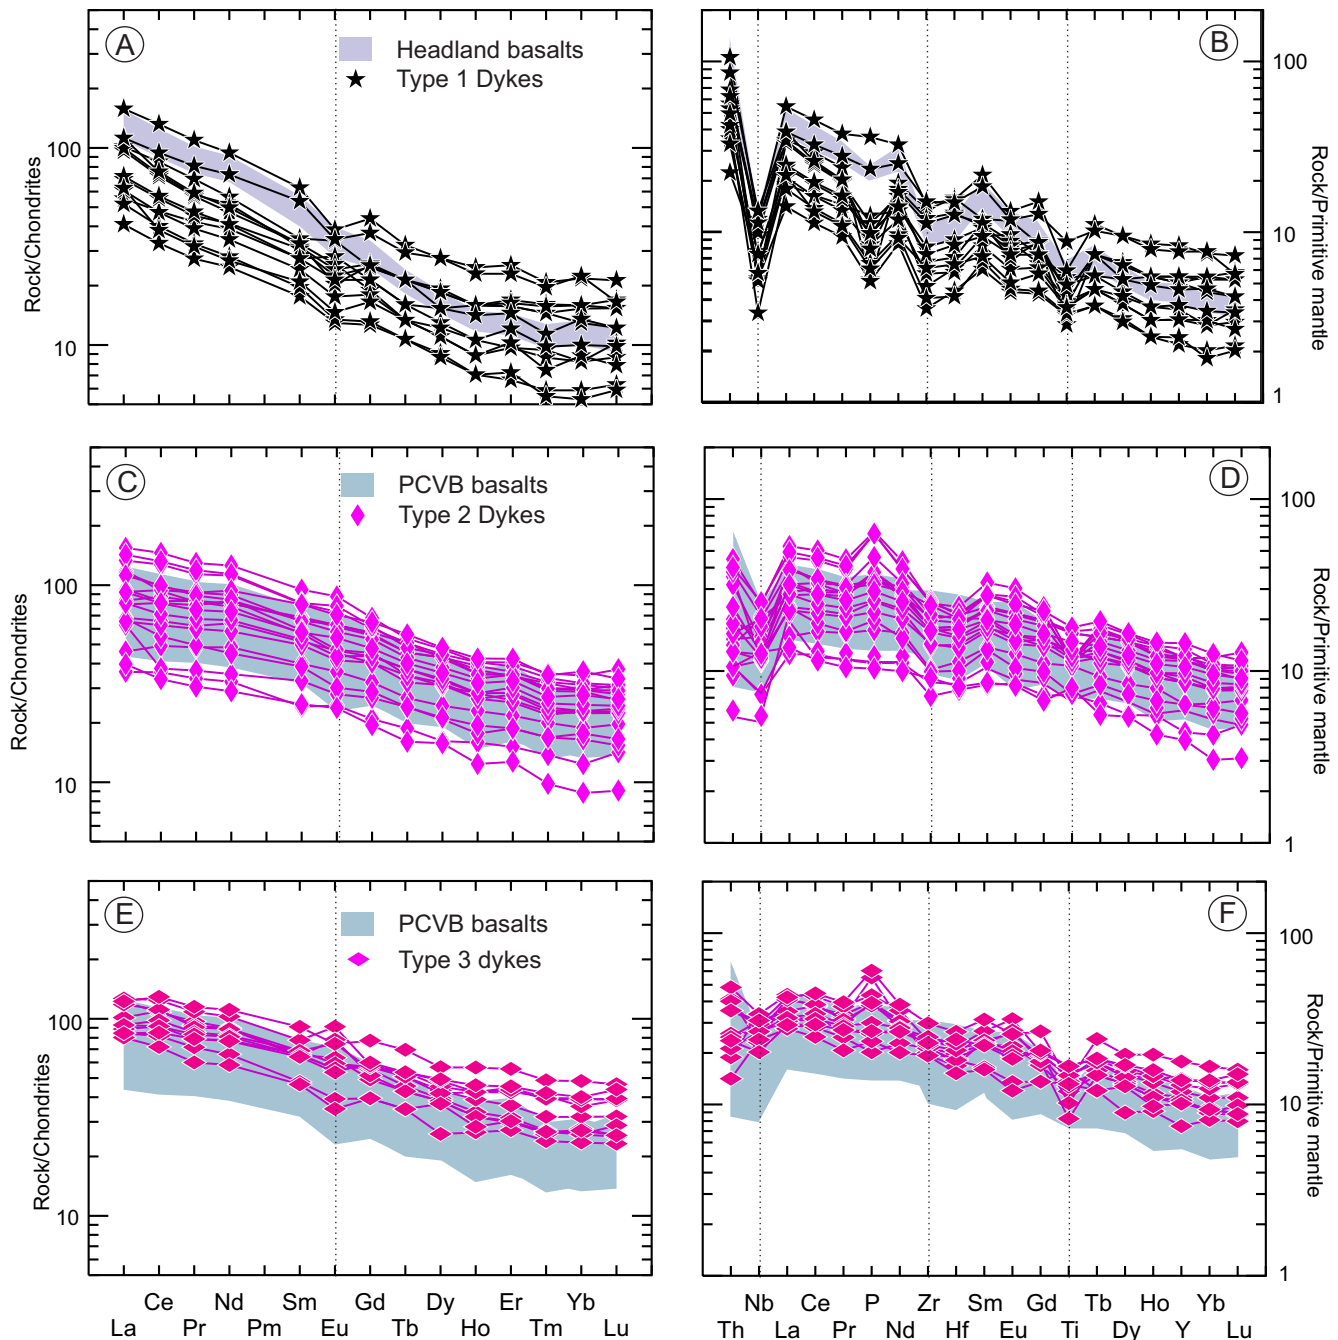 A
Headland basalts
Type 1 Dykes
100
10
Rock/Chondrites
B
100
10
1
Rock/Primitive mantle
C
PCVB basalts
Type 2 Dykes
100
10
Rock/Chondrites
D
100
10
1
Rock/Primitive mantle
E
PCVB basalts
Type 3 dykes
100
10
Rock/Chondrites
F
100
10
1
Rock/Primitive mantle
Ce Nd Sm Gd Dy Er Yb
La Pr Pm Eu Tb Ho Tm Lu
Nb Ce P Zr Sm Gd Tb Ho Yb
Th La Pr Nd Hf Eu Ti Dy Y Lu